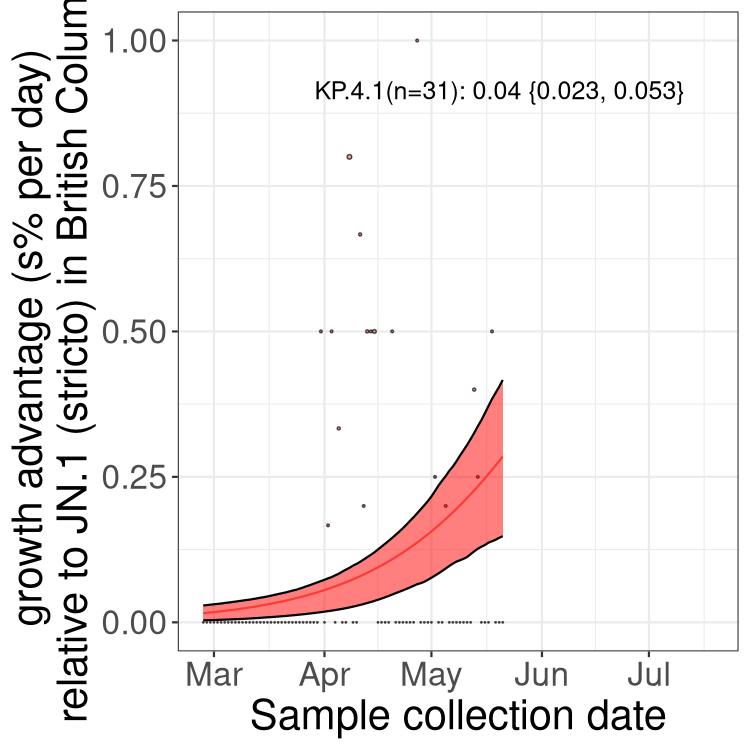 growth advantage (s% per day)
relative to JN.1 (stricto) in British Colum
1.00
0.75
0.50
0.25
0.00
KP.4.1(n=31): 0.04 {0.023, 0.053}
Mar Apr May Jun Jul
Sample collection date